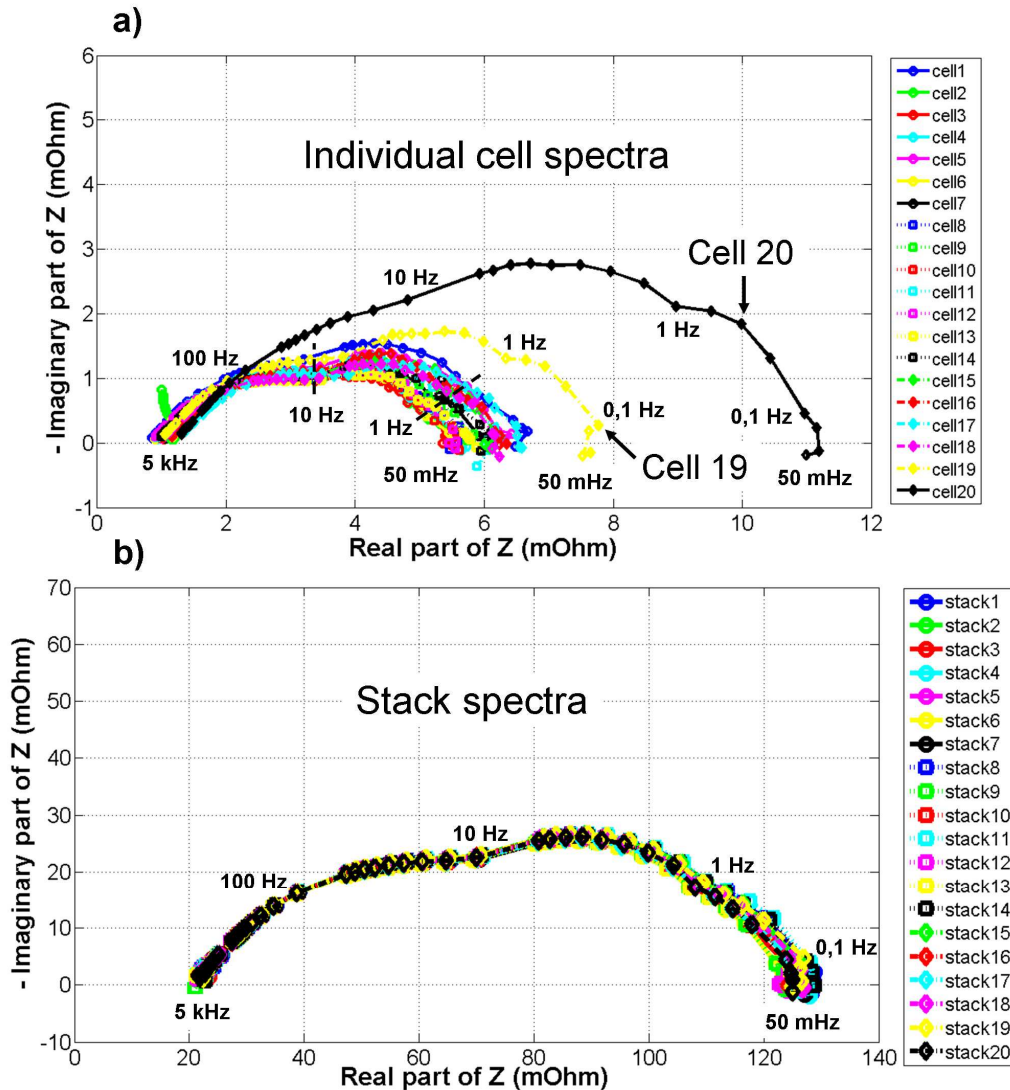 a)
6
5
4
3
2
1
0
-1
0
2
4
6
8
10
12
- Imaginary part of Z (mOhm)
Real part of Z (mOhm)
Individual cell spectra
Cell 20
Cell 19
100 Hz
10 Hz
10 Hz
1 Hz
1 Hz
1 Hz
0,1 Hz
0,1 Hz
5 kHz
50 mHz
50 mHz
50 mHz
cell1
cell2
cell3
cell4
cell5
cell6
cell7
cell8
cell9
cell10
cell11
cell12
cell13
cell14
cell15
cell16
cell17
cell18
cell19
cell20
b)
70
60
50
40
30
20
10
0
-10
0
20
40
60
80
100
120
140
- Imaginary part of Z (mOhm)
Real part of Z (mOhm)
Stack spectra
100 Hz
10 Hz
1 Hz
0,1 Hz
5 kHz
50 mHz
stack1
stack2
stack3
stack4
stack5
stack6
stack7
stack8
stack9
stack10
stack11
stack12
stack13
stack14
stack15
stack16
stack17
stack18
stack19
stack20